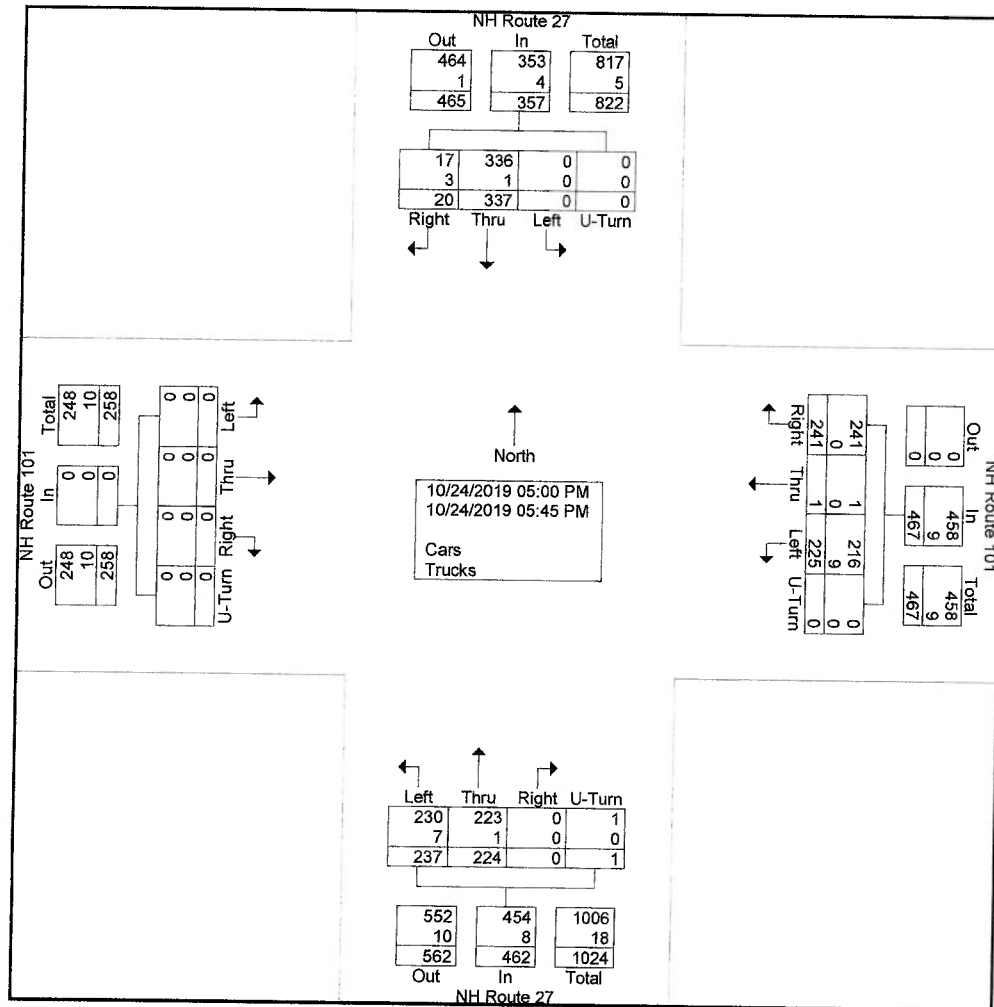 NH Route 27
Out In Total
464 353 817
1 4 5
465 357 822
17 336 0 0
3 1 0 0
20 337 0 0
Right Thru Left U-Turn
NH Route 101
Total
248
10
258
In
0
0
0
Out
248
10
258
Left
0
0
0
Thru
0
0
0
Right
0
0
0
U-Turn
0
0
0
North
10/24/2019 05:00 PM
10/24/2019 05:45 PM
Cars
Trucks
Right
241
0
241
Thru
1
0
1
Left
216
9
225
U-Turn
0
0
0
NH Route 101
Out
0
0
0
In
458
9
467
Total
458
9
467
Left Thru Right U-Turn
230 223 0 1
7 1 0 0
237 224 0 1
552 454 1006
10 8 18
562 462 1024
Out In Total
NH Route 27